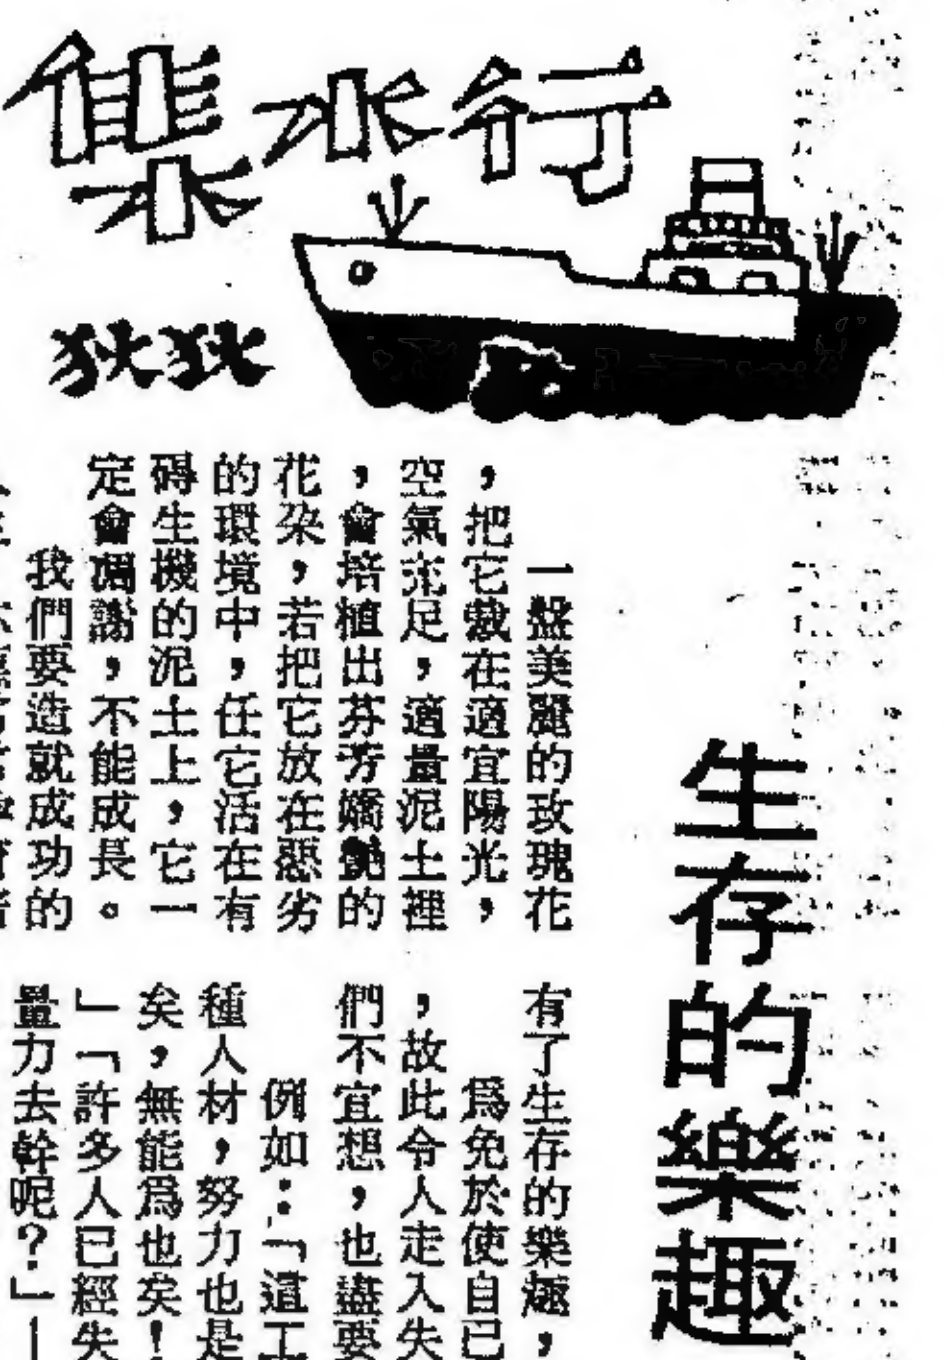 行水集
狄狄
生存的樂趣
一盤美麗的玫瑰花
，把它栽在適宜陽光，
空氣充足，適量泥土裡
，會培植出芬芳嬌艷的
花朶，若把它放在惡劣
的環境中，任它活在有
碍生機的泥土上，它一
定會凋謝，不能成長。
我們要造就成功的
有了生存的樂趣，
爲免於使自已
，故此令人走入失
們不宜想，也盡要
例如：「這工
種人材，努力也是
矣，無能爲也矣！
」「許多人已經失
量力去幹呢？」—